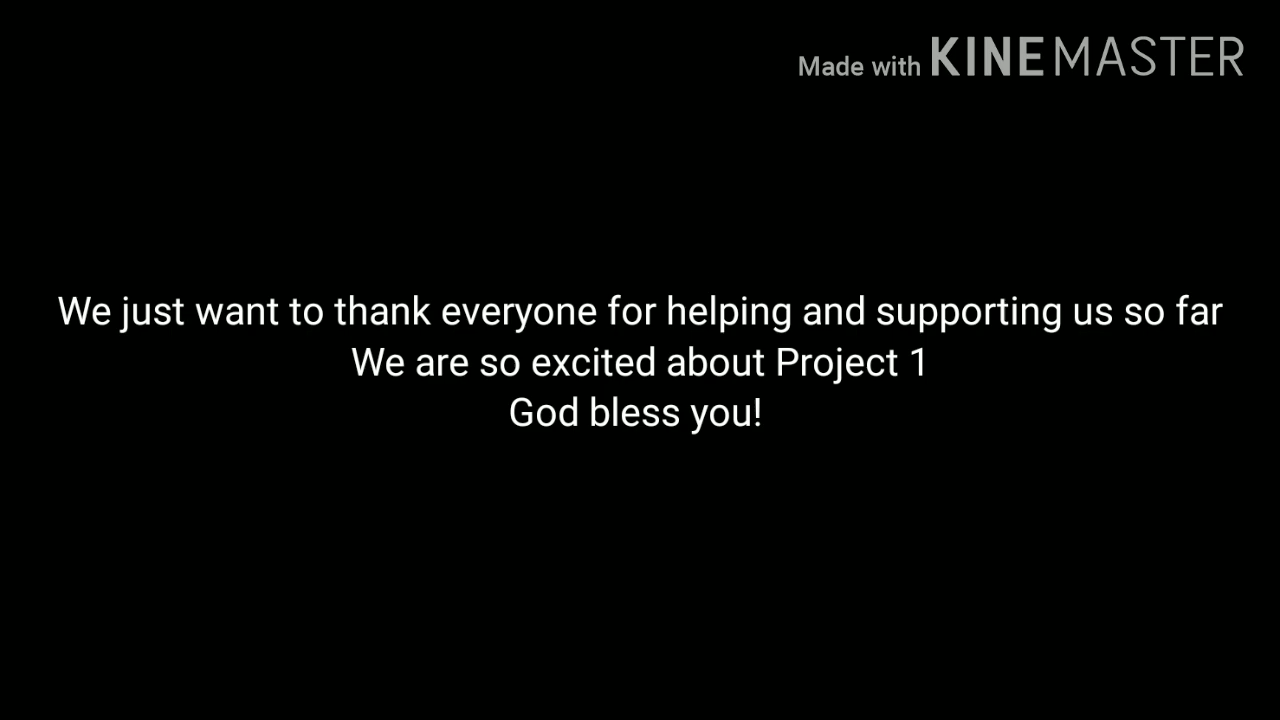 Made with KINEMASTER
We just want to thank everyone for helping and supporting us so far
We are so excited about Project 1
God bless you!